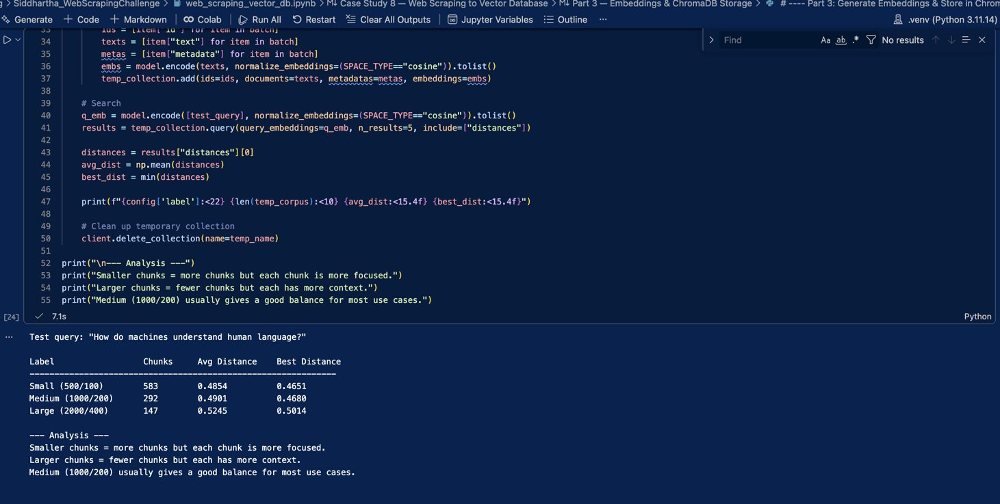 Siddhartha_WebScrapingChallenge > web_scraping_vector_db.ipynb > M↓ Case Study 8 — Web Scraping to Vector Database > M↓ Part 3 — Embeddings & ChromaDB Storage > # ---- Part 3: Generate Embeddings & Store in Chrom
Generate + Code + Markdown Colab Run All Restart Clear All Outputs Jupyter Variables Outline ... .venv (Python 3.11.14)
Find Aa ab .* No results
33 ids = [item["id"] for item in batch]
34 texts = [item["text"] for item in batch]
35 metas = [item["metadata"] for item in batch]
36 embs = model.encode(texts, normalize_embeddings=(SPACE_TYPE=="cosine")).tolist()
37 temp_collection.add(ids=ids, documents=texts, metadatas=metas, embeddings=embs)
38
39 # Search
40 q_emb = model.encode([test_query], normalize_embeddings=(SPACE_TYPE=="cosine")).tolist()
41 results = temp_collection.query(query_embeddings=q_emb, n_results=5, include=["distances"])
42
43 distances = results["distances"][0]
44 avg_dist = np.mean(distances)
45 best_dist = min(distances)
46
47 print(f"{config['label']:<22} {len(temp_corpus):<10} {avg_dist:<15.4f} {best_dist:<15.4f}")
48
49 # Clean up temporary collection
50 client.delete_collection(name=temp_name)
51
52 print("\n--- Analysis ---")
53 print("Smaller chunks = more chunks but each chunk is more focused.")
54 print("Larger chunks = fewer chunks but each has more context.")
55 print("Medium (1000/200) usually gives a good balance for most use cases.")
[24] ✓ 7.1s Python
... Test query: "How do machines understand human language?"
Label Chunks Avg Distance Best Distance
--------------------------------------------------------------
Small (500/100) 583 0.4854 0.4651
Medium (1000/200) 292 0.4901 0.4680
Large (2000/400) 147 0.5245 0.5014
--- Analysis ---
Smaller chunks = more chunks but each chunk is more focused.
Larger chunks = fewer chunks but each has more context.
Medium (1000/200) usually gives a good balance for most use cases.